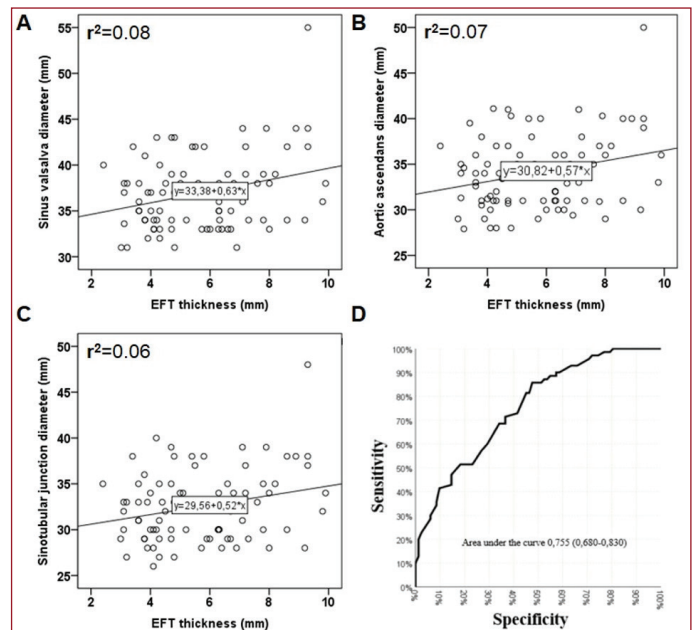 A
r²=0.08
Sinus valsalva diameter (mm)
55
50
45
40
35
30
y=33,38+0,63*x
2 4 6 8 10
EFT thickness (mm)
B
r²=0.07
Aortic ascendans diameter (mm)
50
45
40
35
30
25
y=30,82+0,57*x
2 4 6 8 10
EFT thickness (mm)
C
r²=0.06
Sinotubular junction diameter (mm)
50
45
40
35
30
25
y=29,56+0,52*x
2 4 6 8 10
EFT thickness (mm)
D
Sensitivity
100%
90%
80%
70%
60%
50%
40%
30%
20%
10%
0%
Area under the curve 0,755 (0,680-0,830)
0% 10% 20% 30% 40% 50% 60% 70% 80% 90% 100%
Specificity